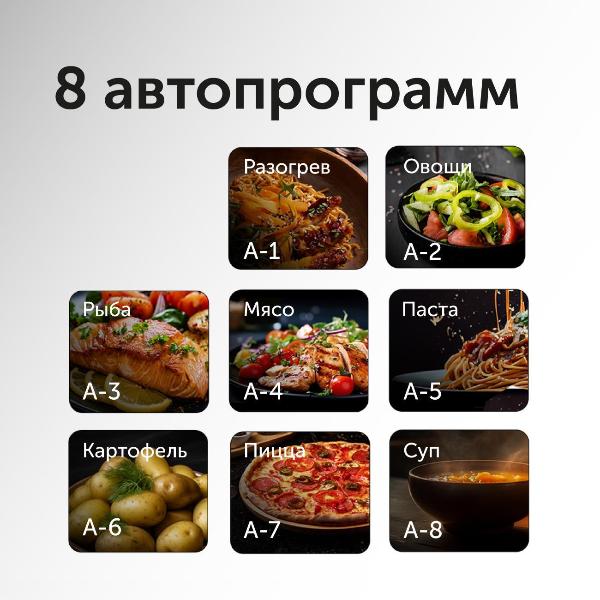 8 автопрограмм
Разогрев
А-1
Овощи
А-2
Рыба
А-3
Мясо
А-4
Паста
А-5
Картофель
А-6
Пицца
А-7
Суп
А-8